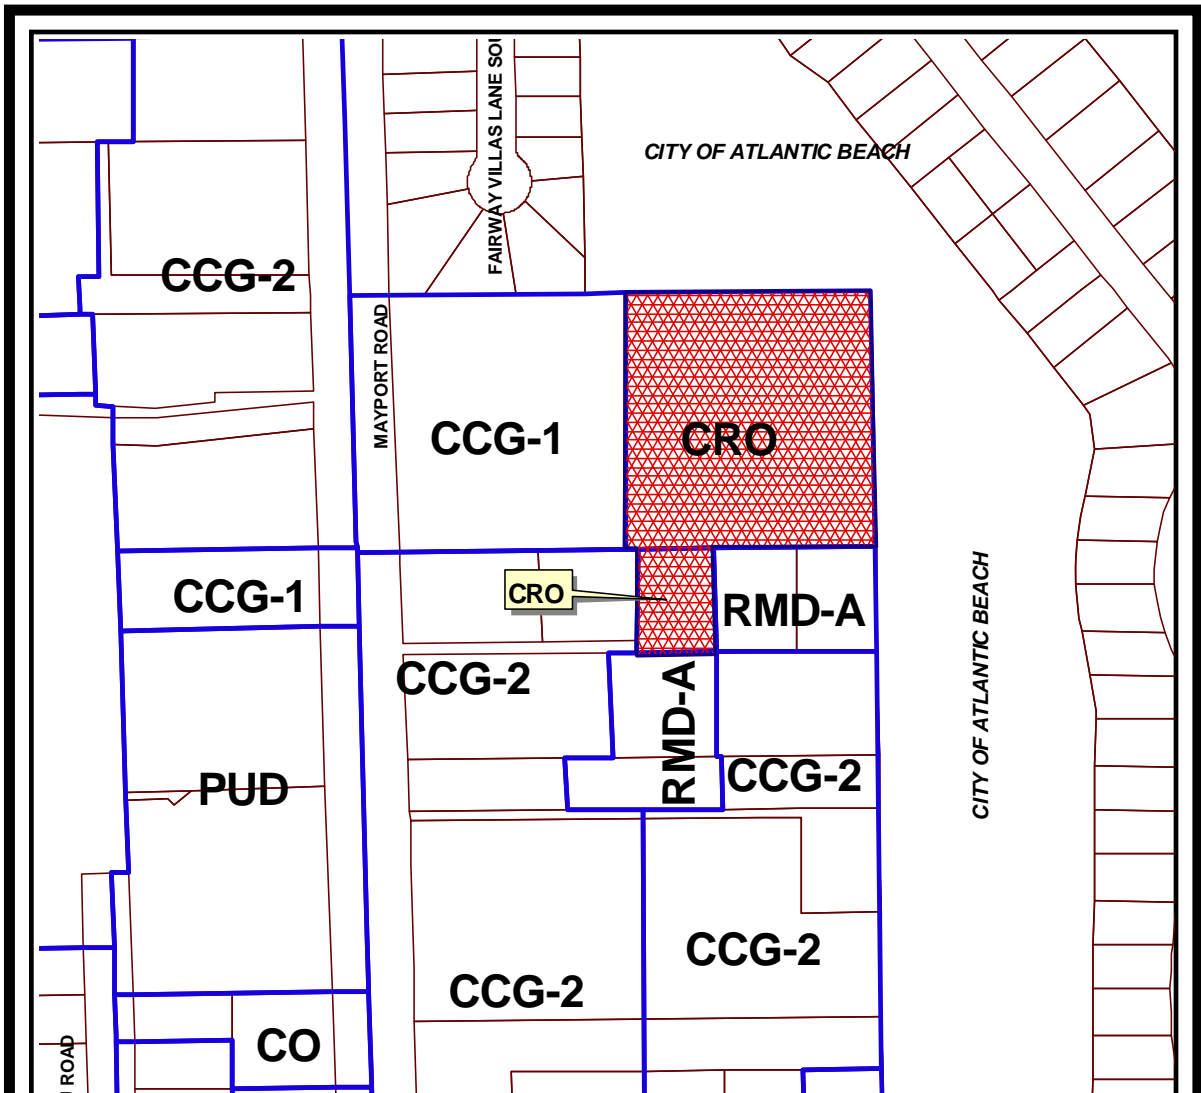 FAIRWAY VILLAS LANE SOU
CITY OF ATLANTIC BEACH
CCG-2
MAYPORT ROAD
CCG-1
CRO
CCG-1
CRO
RMD-A
CITY OF ATLANTIC BEACH
CCG-2
RMD-A
PUD
CCG-2
CCG-2
CCG-2
CO
ROAD